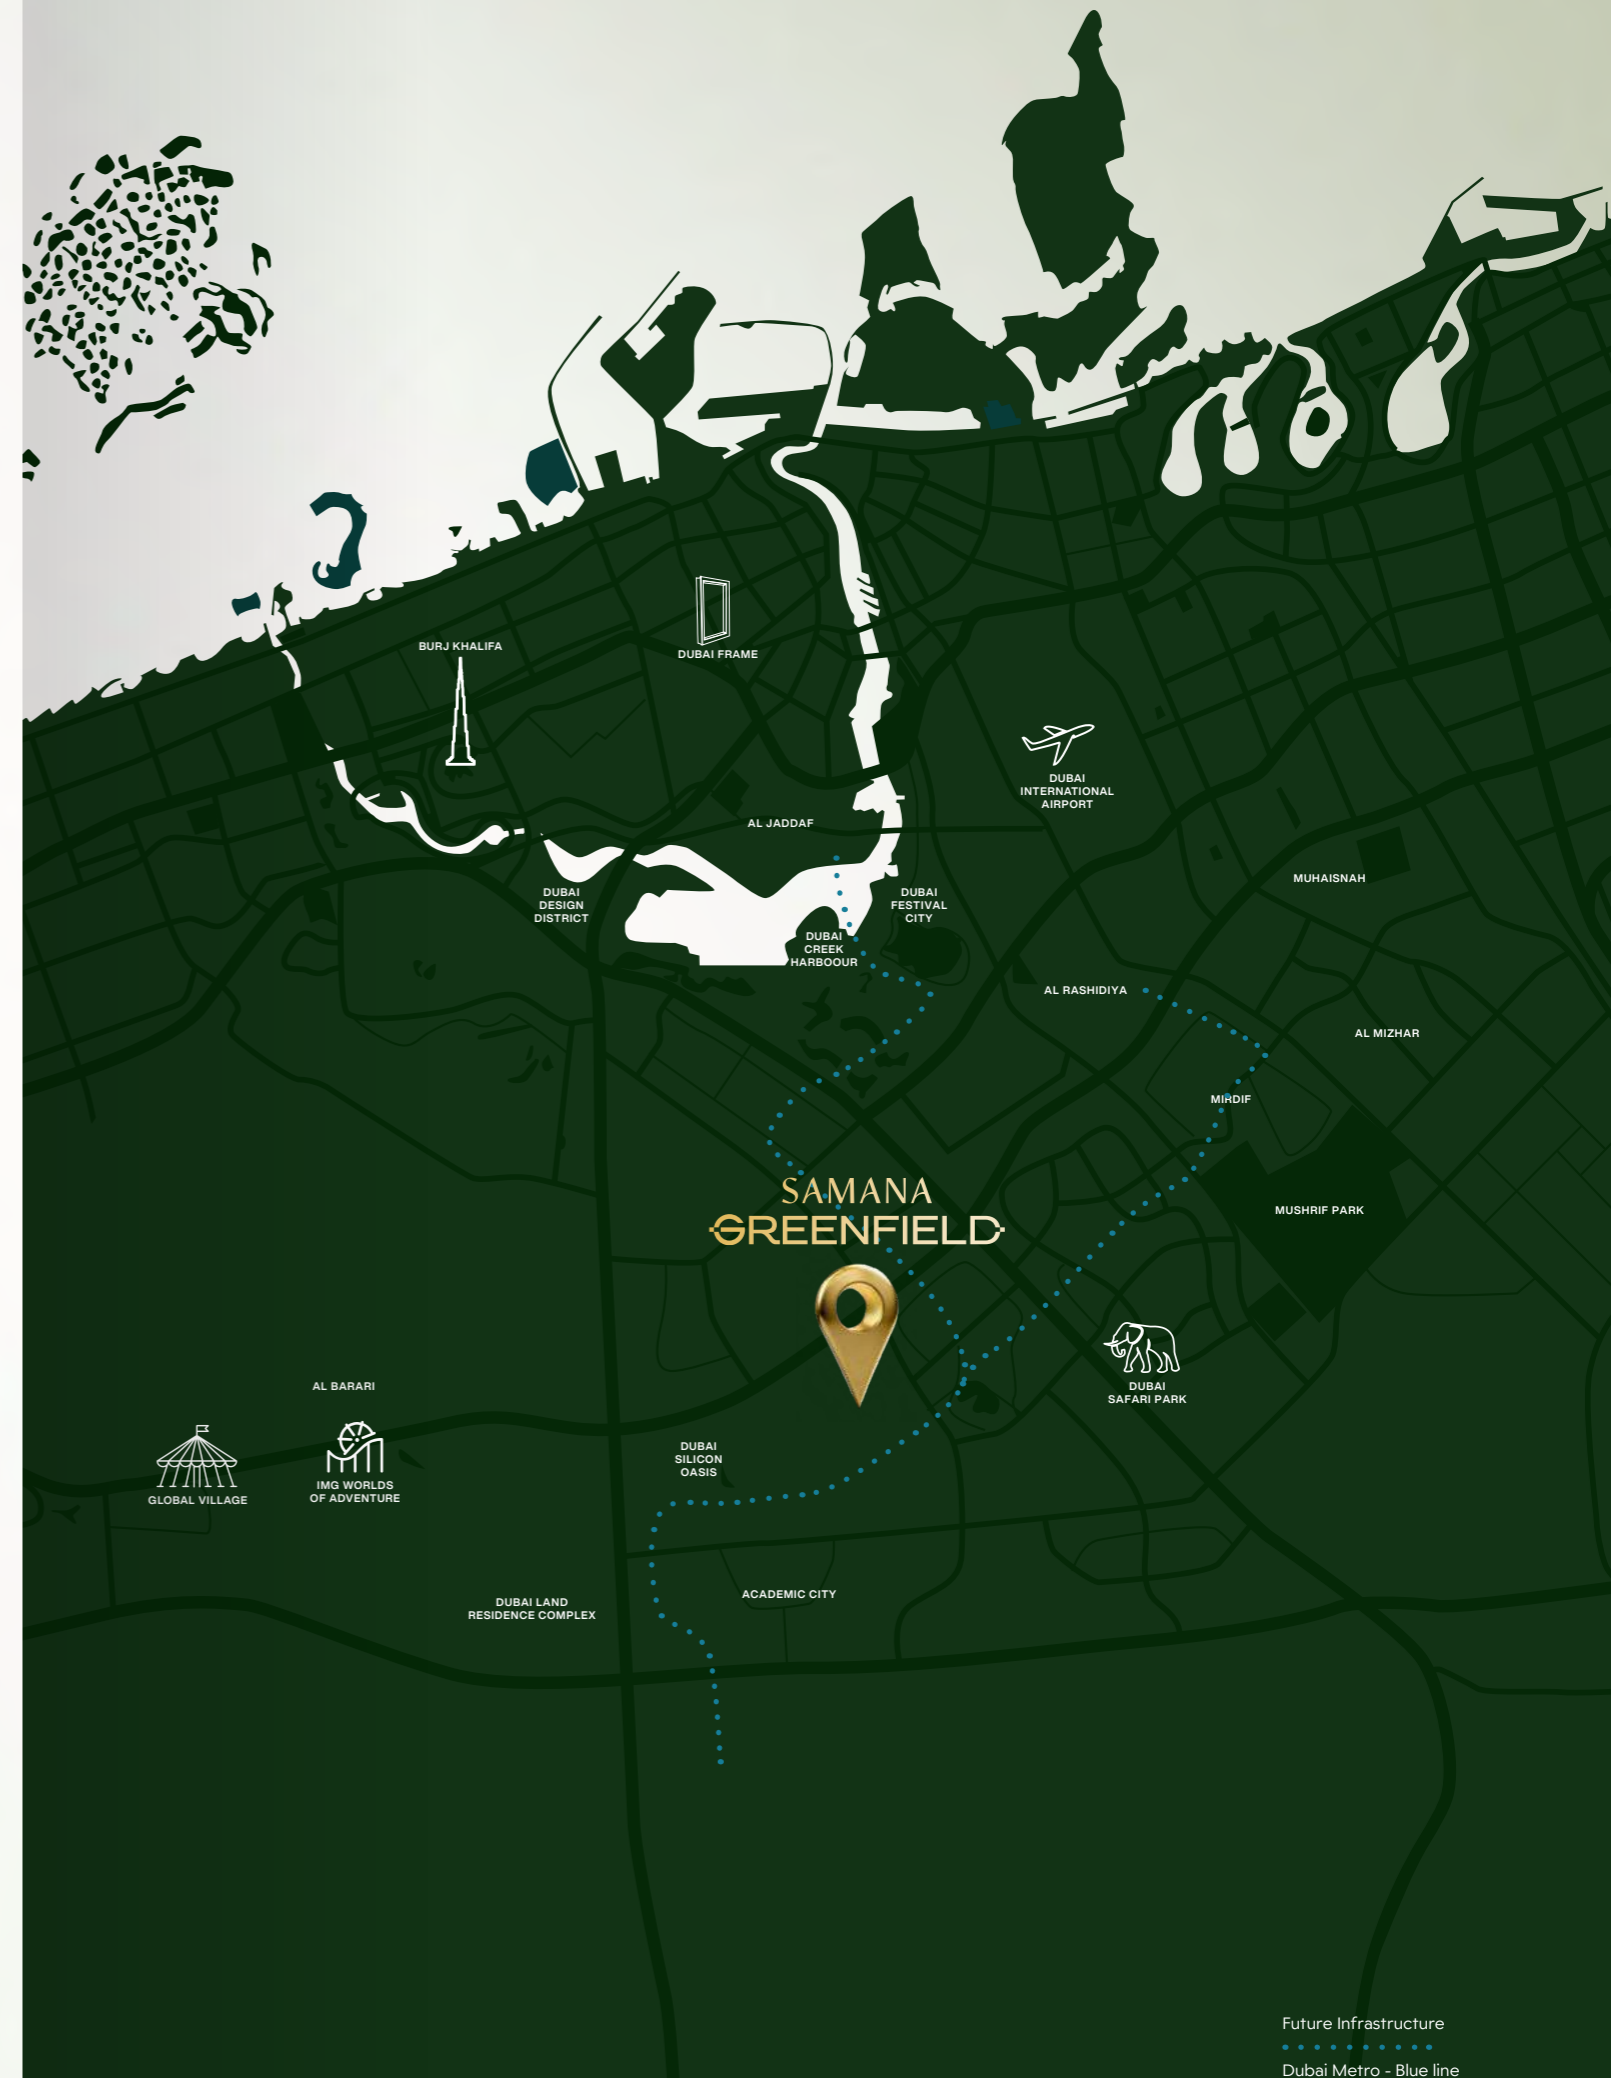 BURJ KHALIFA
DUBAI FRAME
DUBAI
INTERNATIONAL
AIRPORT
AL JADDAF
MUHAISNAH
DUBAI
DESIGN
DISTRICT
DUBAI
FESTIVAL
CITY
DUBAI
CREEK
HARBOOUR
AL RASHIDIYA
AL MIZHAR
MIRDIF
SAMANA
GREENFIELD
MUSHRIF PARK
AL BARARI
DUBAI
SAFARI PARK
GLOBAL VILLAGE
IMG WORLDS
OF ADVENTURE
DUBAI
SILICON
OASIS
DUBAI LAND
RESIDENCE COMPLEX
ACADEMIC CITY
Future Infrastructure
Dubai Metro - Blue line